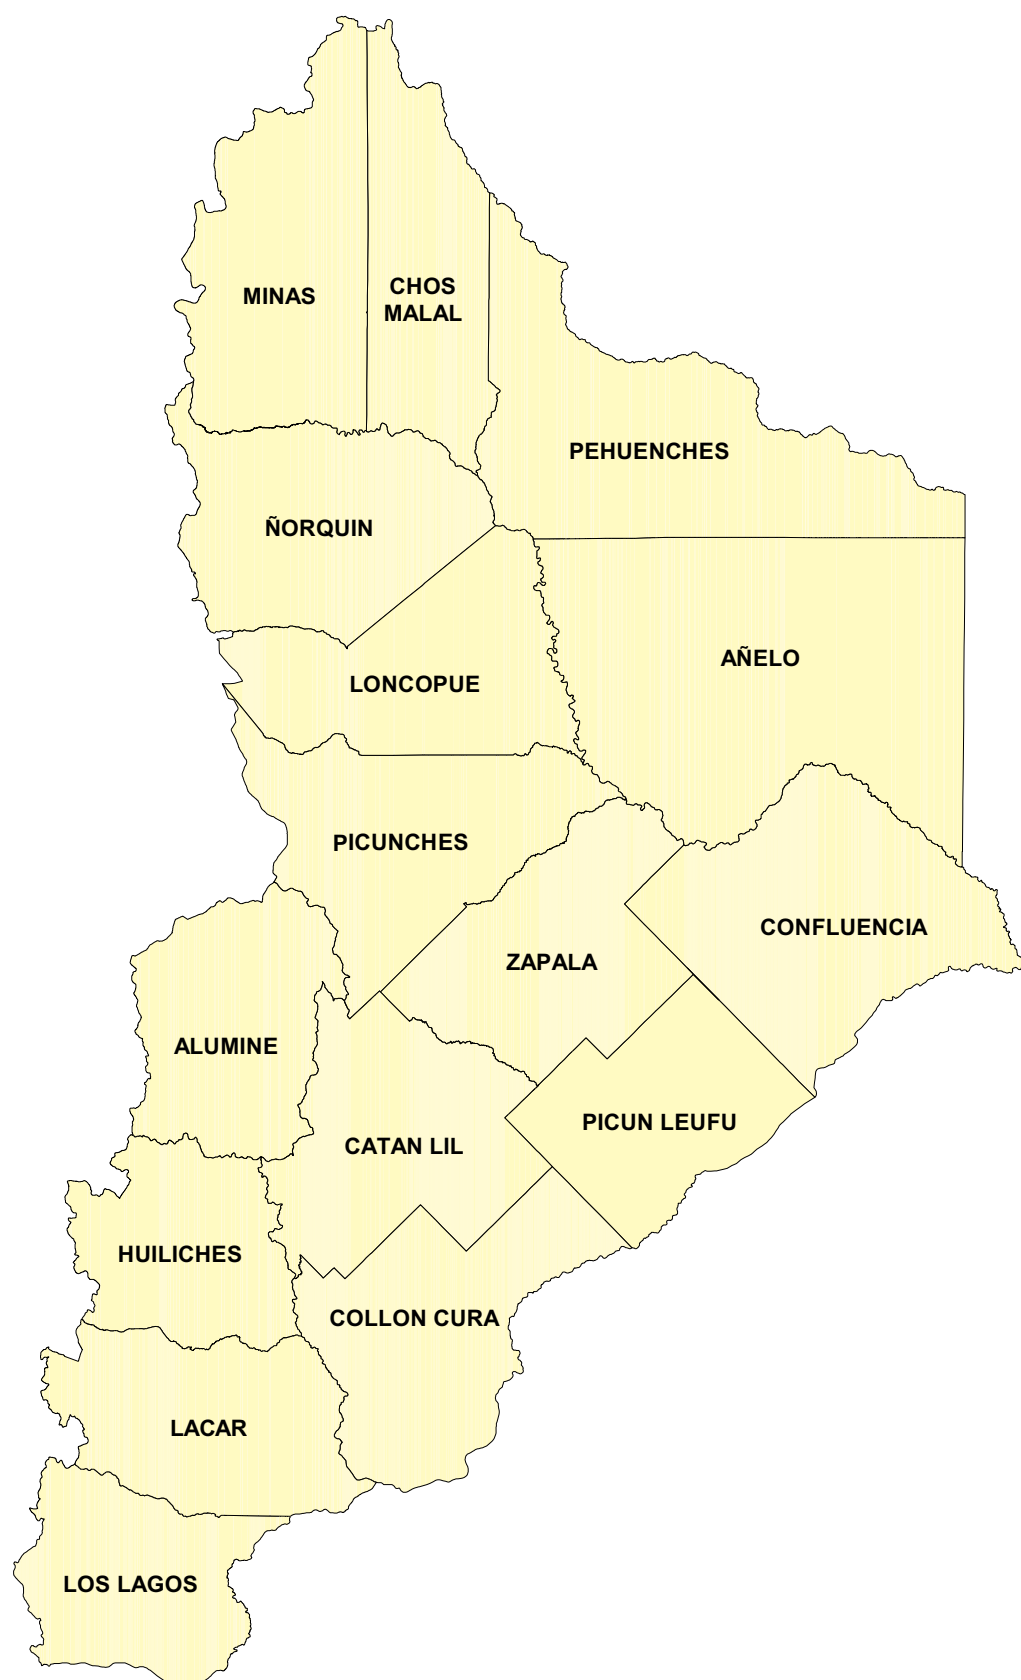 MINAS
CHOS
MALAL
PEHUENCHES
ÑORQUIN
AÑELO
LONCOPUE
PICUNCHES
CONFLUENCIA
ZAPALA
ALUMINE
PICUN LEUFU
CATAN LIL
HUILICHES
COLLON CURA
LACAR
LOS LAGOS